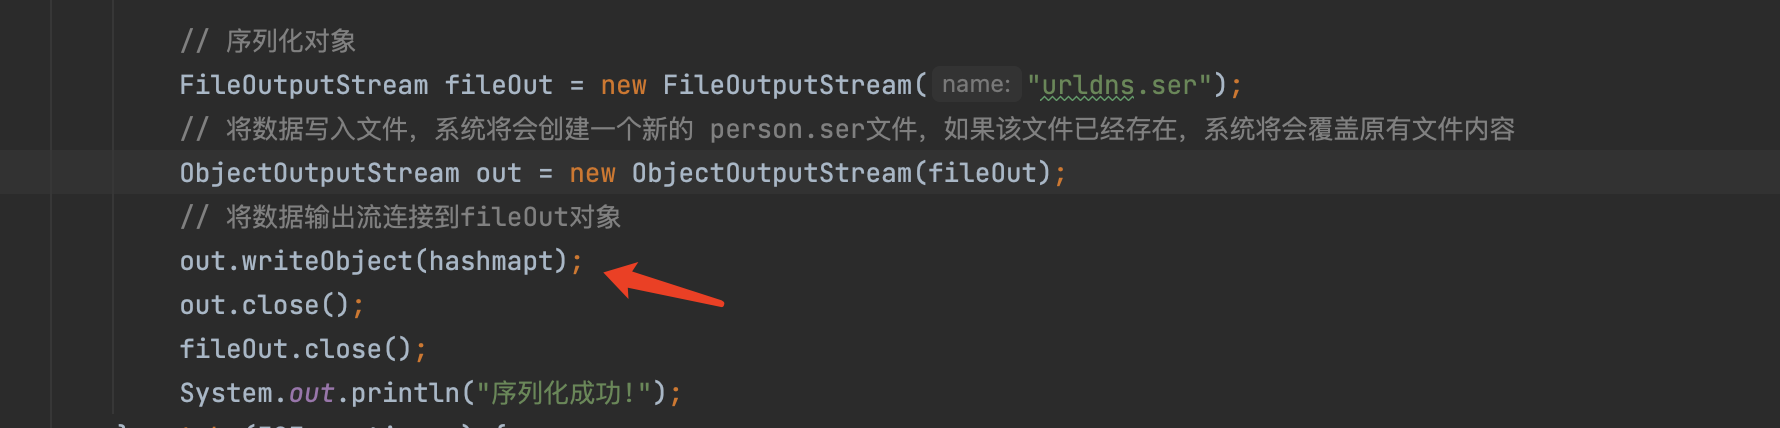 // 序列化对象
FileOutputStream fileOut = new FileOutputStream( name: "urldns.ser");
// 将数据写入文件，系统将会创建一个新的 person.ser文件，如果该文件已经存在，系统将会覆盖原有文件内容
ObjectOutputStream out = new ObjectOutputStream(fileOut);
// 将数据输出流连接到fileOut对象
out.writeObject(hashmapt);
out.close();
fileOut.close();
System.out.println("序列化成功!");